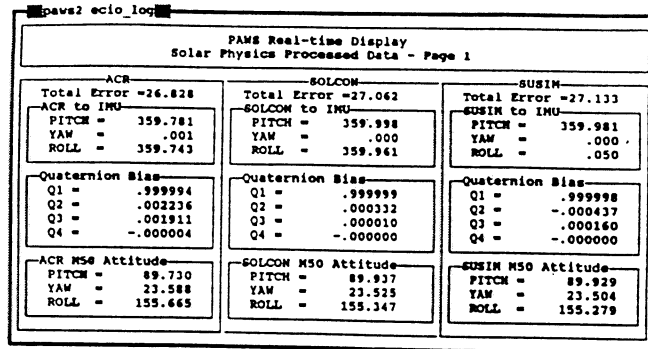 paws2 ecio_log
PAWS Real-time Display
Solar Physics Processed Data - Page 1
ACR
Total Error =26.828
ACR to IMU
PITCH = 359.781
YAW = .001
ROLL = 359.743
Quaternion Bias
Q1 = .999994
Q2 = .002236
Q3 = .001911
Q4 = -.000004
ACR M50 Attitude
PITCH = 89.730
YAW = 23.588
ROLL = 155.665
SOLCON
Total Error =27.062
SOLCON to IMU
PITCH = 359.998
YAW = .000
ROLL = 359.961
Quaternion Bias
Q1 = .999999
Q2 = .000332
Q3 = .000010
Q4 = -.000000
SOLCON M50 Attitude
PITCH = 89.937
YAW = 23.525
ROLL = 155.347
SUSIM
Total Error =27.133
SUSIM to IMU
PITCH = 359.981
YAW = .000
ROLL = .050
Quaternion Bias
Q1 = .999998
Q2 = -.000437
Q3 = .000160
Q4 = -.000000
SUSIM M50 Attitude
PITCH = 89.929
YAW = 23.504
ROLL = 155.279